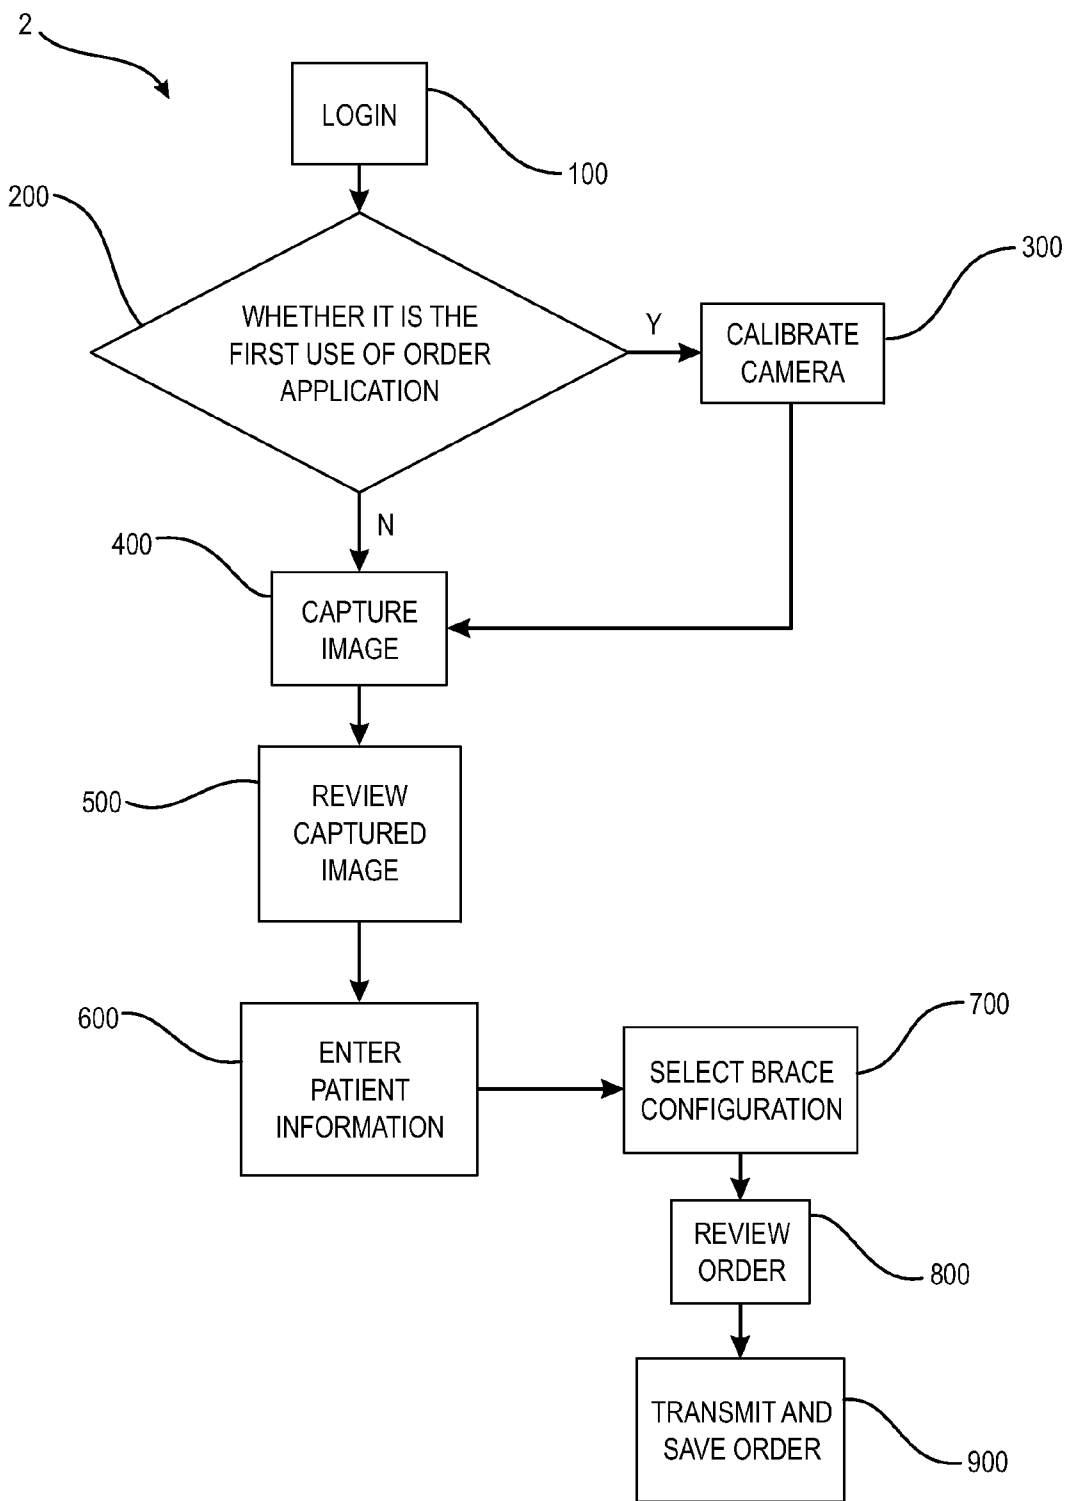 2
LOGIN
100
200
WHETHER IT IS THE
FIRST USE OF ORDER
APPLICATION
Y
300
CALIBRATE
CAMERA
N
400
CAPTURE
IMAGE
500
REVIEW
CAPTURED
IMAGE
600
ENTER
PATIENT
INFORMATION
700
SELECT BRACE
CONFIGURATION
REVIEW
ORDER
800
TRANSMIT AND
SAVE ORDER
900